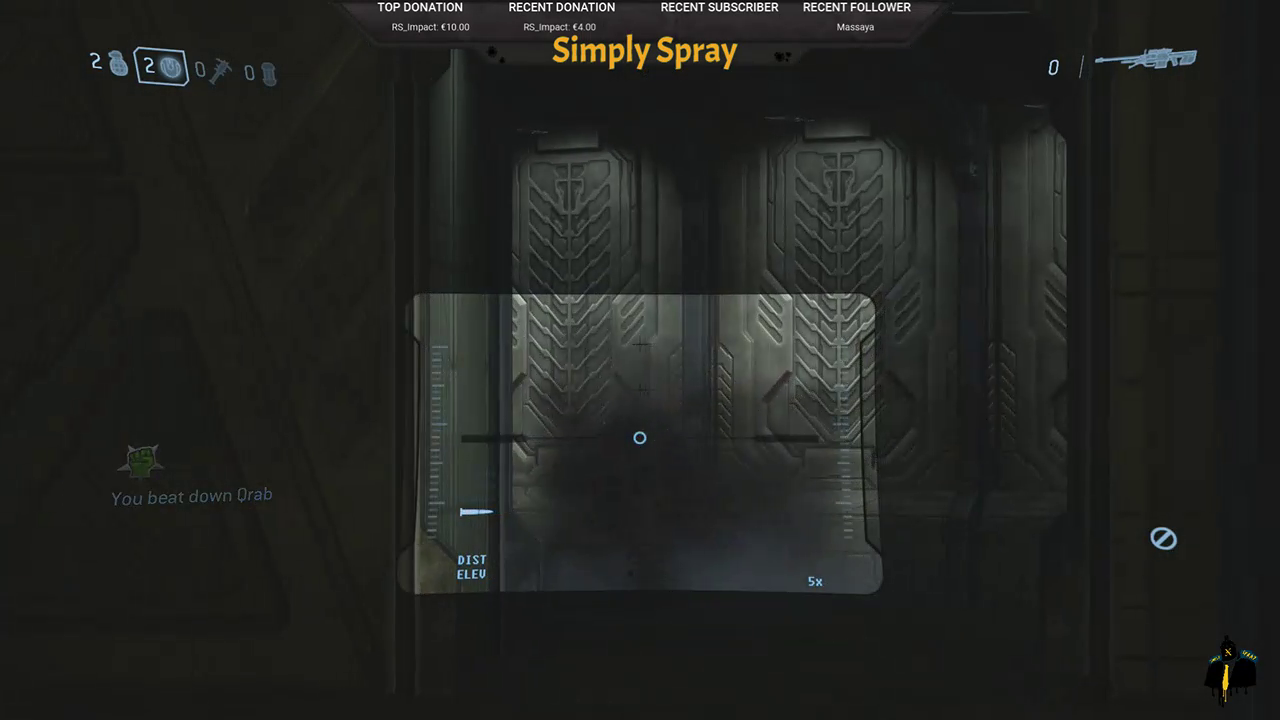 TOP DONATION
RECENT DONATION
RECENT SUBSCRIBER
RECENT FOLLOWER
RS_Impact: €10.00
RS_Impact: €4.00
Massaya
Simply Spray
2
2
0
0
0
You beat down Qrab
DIST
ELEV
5x